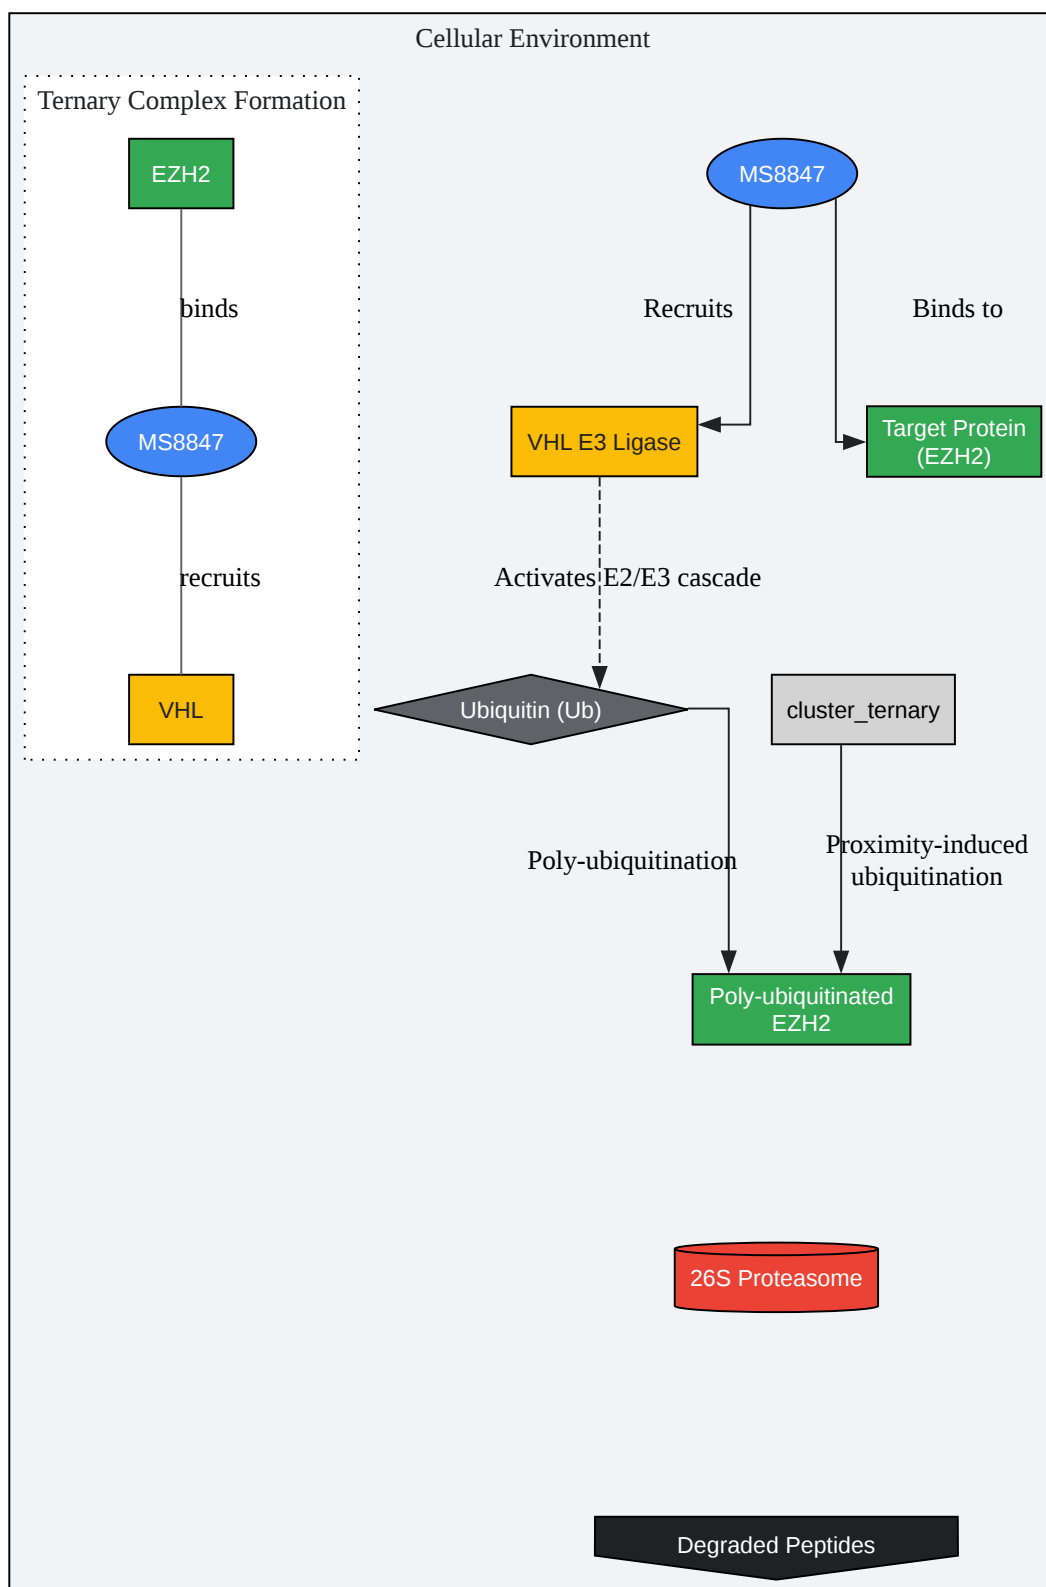 Cellular Environment
Ternary Complex Formation
EZH2
binds
MS8847
recruits
VHL
MS8847
Recruits
Binds to
VHL E3 Ligase
Target Protein
(EZH2)
Activates E2/E3 cascade
Ubiquitin (Ub)
cluster_ternary
Poly-ubiquitination
Proximity-induced
ubiquitination
Poly-ubiquitinated
EZH2
26S Proteasome
Degraded Peptides